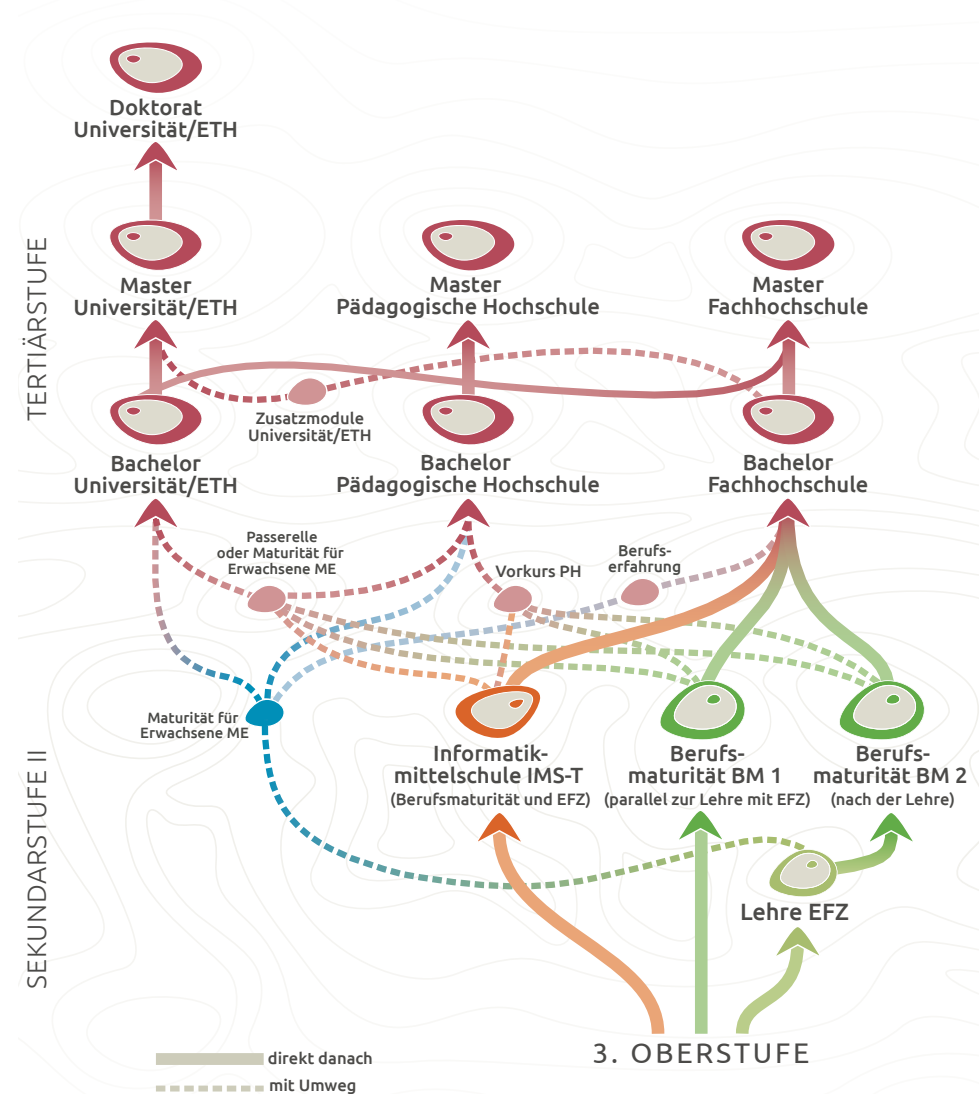 Doktorat
Universität/ETH
TERTIÄRSTUFE
Master
Universität/ETH
Master
Pädagogische Hochschule
Master
Fachhochschule
Zusatzmodule
Universität/ETH
Bachelor
Universität/ETH
Bachelor
Pädagogische Hochschule
Bachelor
Fachhochschule
Passerelle
oder Maturität für
Erwachsene ME
Vorkurs PH
Berufs-
erfahrung
Maturität für
Erwachsene ME
SEKUNDARSTUFE II
Informatik-
mittelschule IMS-T
(Berufsmaturität und EFZ)
Berufs-
maturität BM 1
(parallel zur Lehre mit EFZ)
Berufs-
maturität BM 2
(nach der Lehre)
Lehre EFZ
3. OBERSTUFE
direkt danach
mit Umweg